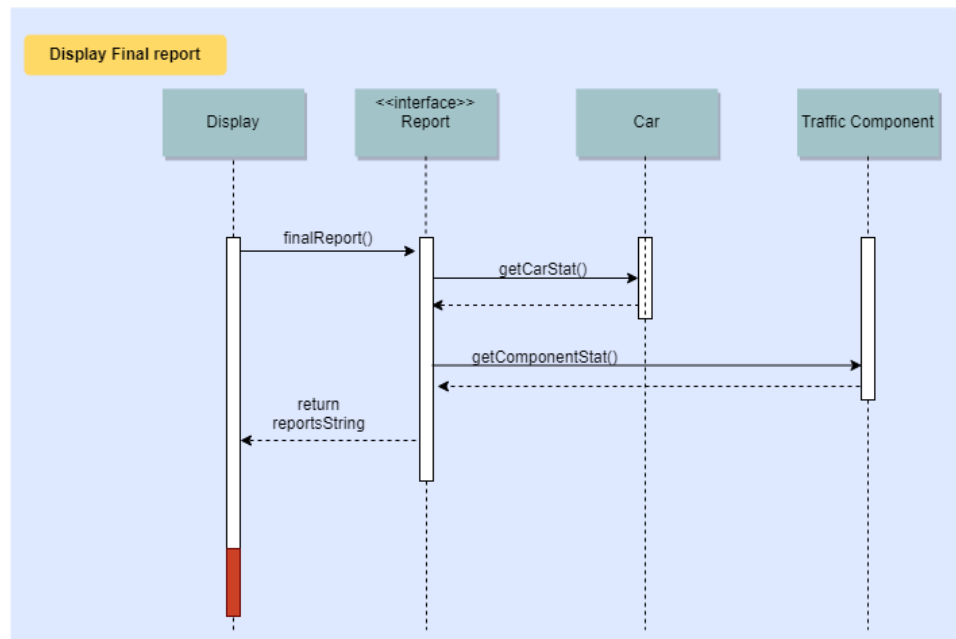 Display Final report
Display
<<interface>>
Report
Car
Traffic Component
finalReport()
getCarStat()
getComponentStat()
return
reportsString